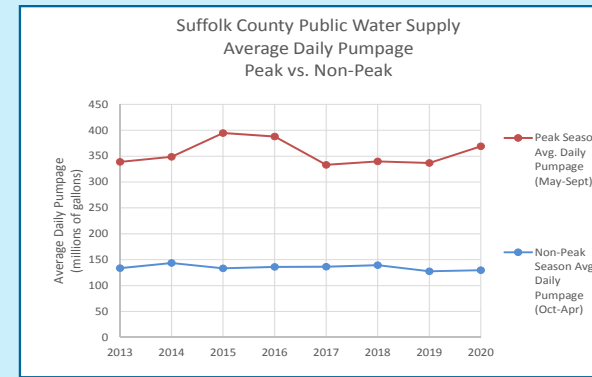 Suffolk County Public Water Supply
Average Daily Pumpage
Peak vs. Non-Peak
Average Daily Pumpage
(millions of gallons)
450
400
350
300
250
200
150
100
50
0
2013 2014 2015 2016 2017 2018 2019 2020
Peak Seaso
Avg. Daily
Pumpage
(May-Sept)
Non-Peak
Season Avg
Daily
Pumpage
(Oct-Apr)